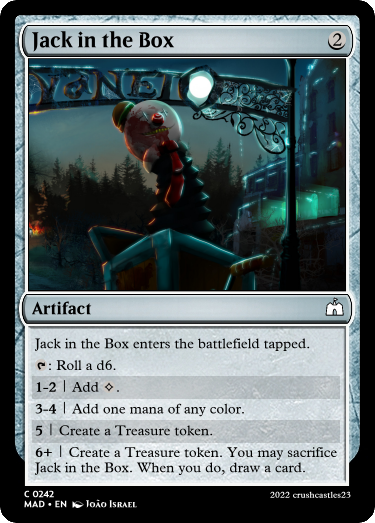 Jack in the Box 2
VANEI
Artifact
Jack in the Box enters the battlefield tapped.
: Roll a d6.
1-2 | Add .
3-4 | Add one mana of any color.
5 | Create a Treasure token.
6+ | Create a Treasure token. You may sacrifice
Jack in the Box. When you do, draw a card.
C 0242
MAD • EN João Israel
2022 crushcastles23